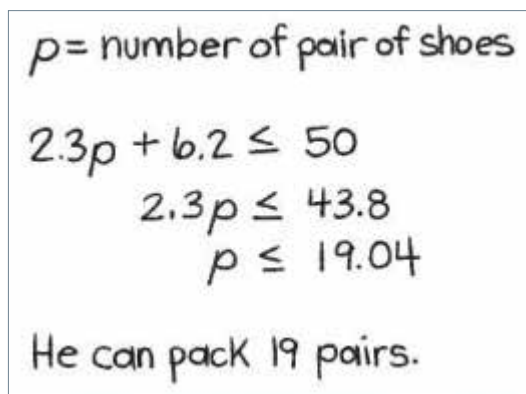 p = number of pair of shoes
2.3p + 6.2 ≤ 50
2.3p ≤ 43.8
p ≤ 19.04
He can pack 19 pairs.